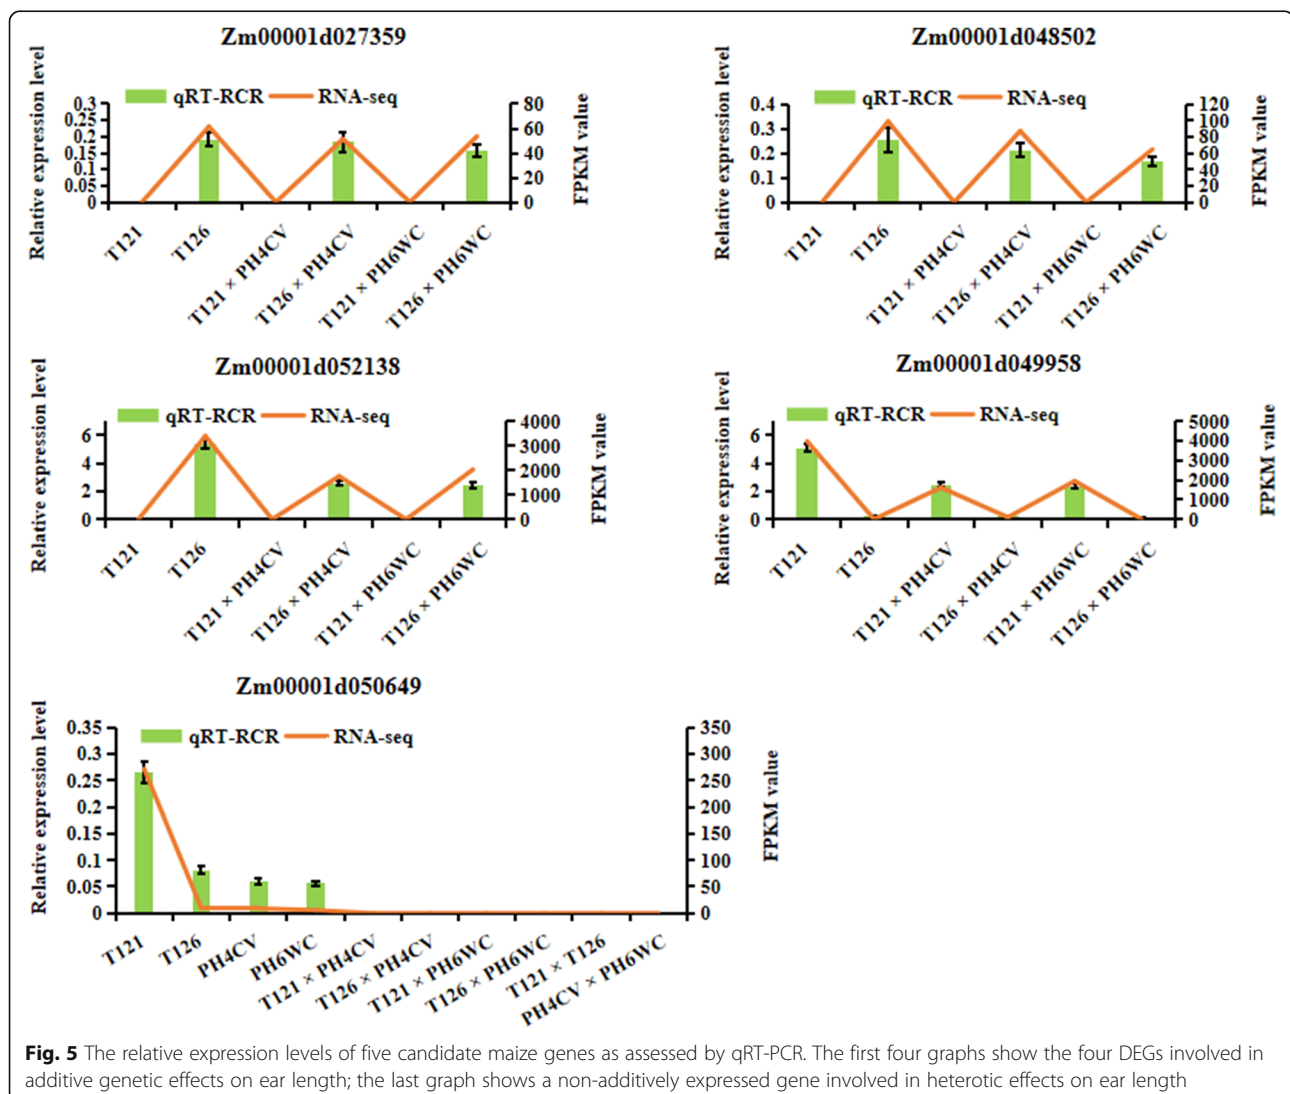 Zm00001d027359
Relative expression level
qRT-RCR
RNA-seq
0.3
0.25
0.2
0.15
0.1
0.05
0
80
60
40
20
0
FPKM value
T121
T126
T121 × PH4CV
T126 × PH4CV
T121 × PH6WC
T126 × PH6WC
Zm00001d048502
Relative expression level
qRT-RCR
RNA-seq
0.4
0.3
0.2
0.1
0
120
100
80
60
40
20
0
FPKM value
T121
T126
T121 × PH4CV
T126 × PH4CV
T121 × PH6WC
T126 × PH6WC
Zm00001d052138
Relative expression level
qRT-RCR
RNA-seq
6
4
2
0
4000
3000
2000
1000
0
FPKM value
T121
T126
T121 × PH4CV
T126 × PH4CV
T121 × PH6WC
T126 × PH6WC
Zm00001d049958
Relative expression level
qRT-RCR
RNA-seq
6
4
2
0
5000
4000
3000
2000
1000
0
FPKM value
T121
T126
T121 × PH4CV
T126 × PH4CV
T121 × PH6WC
T126 × PH6WC
Zm00001d050649
Relative expression level
qRT-RCR
RNA-seq
0.35
0.3
0.25
0.2
0.15
0.1
0.05
0
350
300
250
200
150
100
50
0
FPKM value
T121
T126
PH4CV
PH6WC
T121 × PH4CV
T126 × PH4CV
T121 × PH6WC
T126 × PH6WC
T121 × T126
PH4CV × PH6WC
Fig. 5 The relative expression levels of five candidate maize genes as assessed by qRT-PCR. The first four graphs show the four DEGs involved in
additive genetic effects on ear length; the last graph shows a non-additively expressed gene involved in heterotic effects on ear length